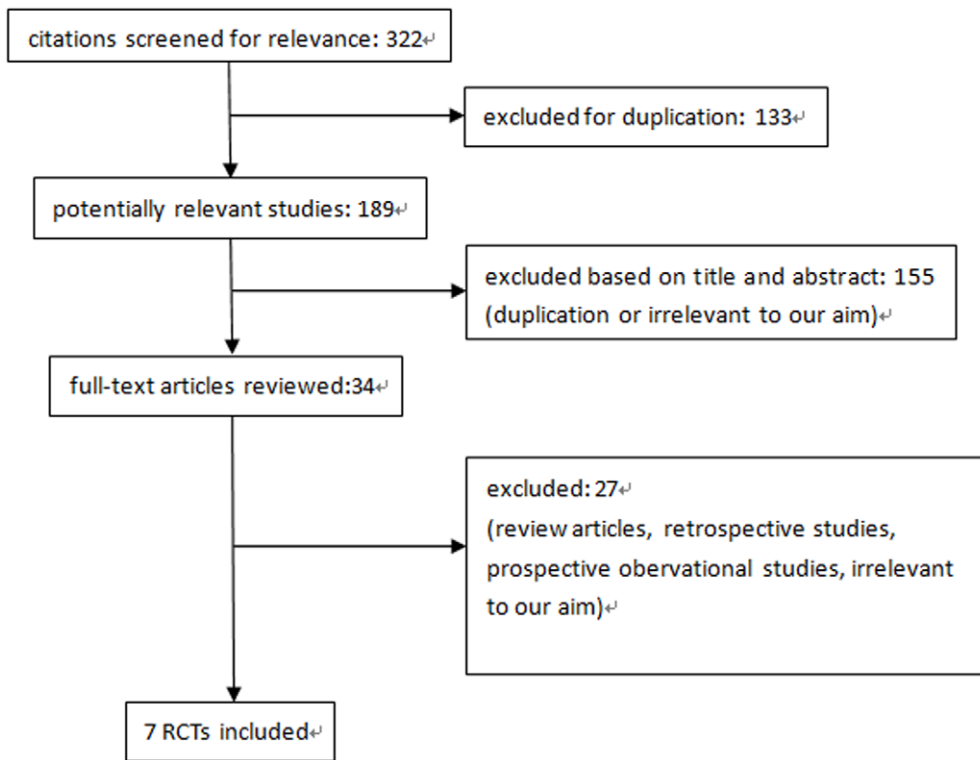 citations screened for relevance: 322↵
excluded for duplication: 133↵
potentially relevant studies: 189↵
excluded based on title and abstract: 155
(duplication or irrelevant to our aim)↵
full-text articles reviewed:34↵
excluded: 27↵
(review articles, retrospective studies,
prospective obervational studies, irrelevant
to our aim)↵
7 RCTs included↵